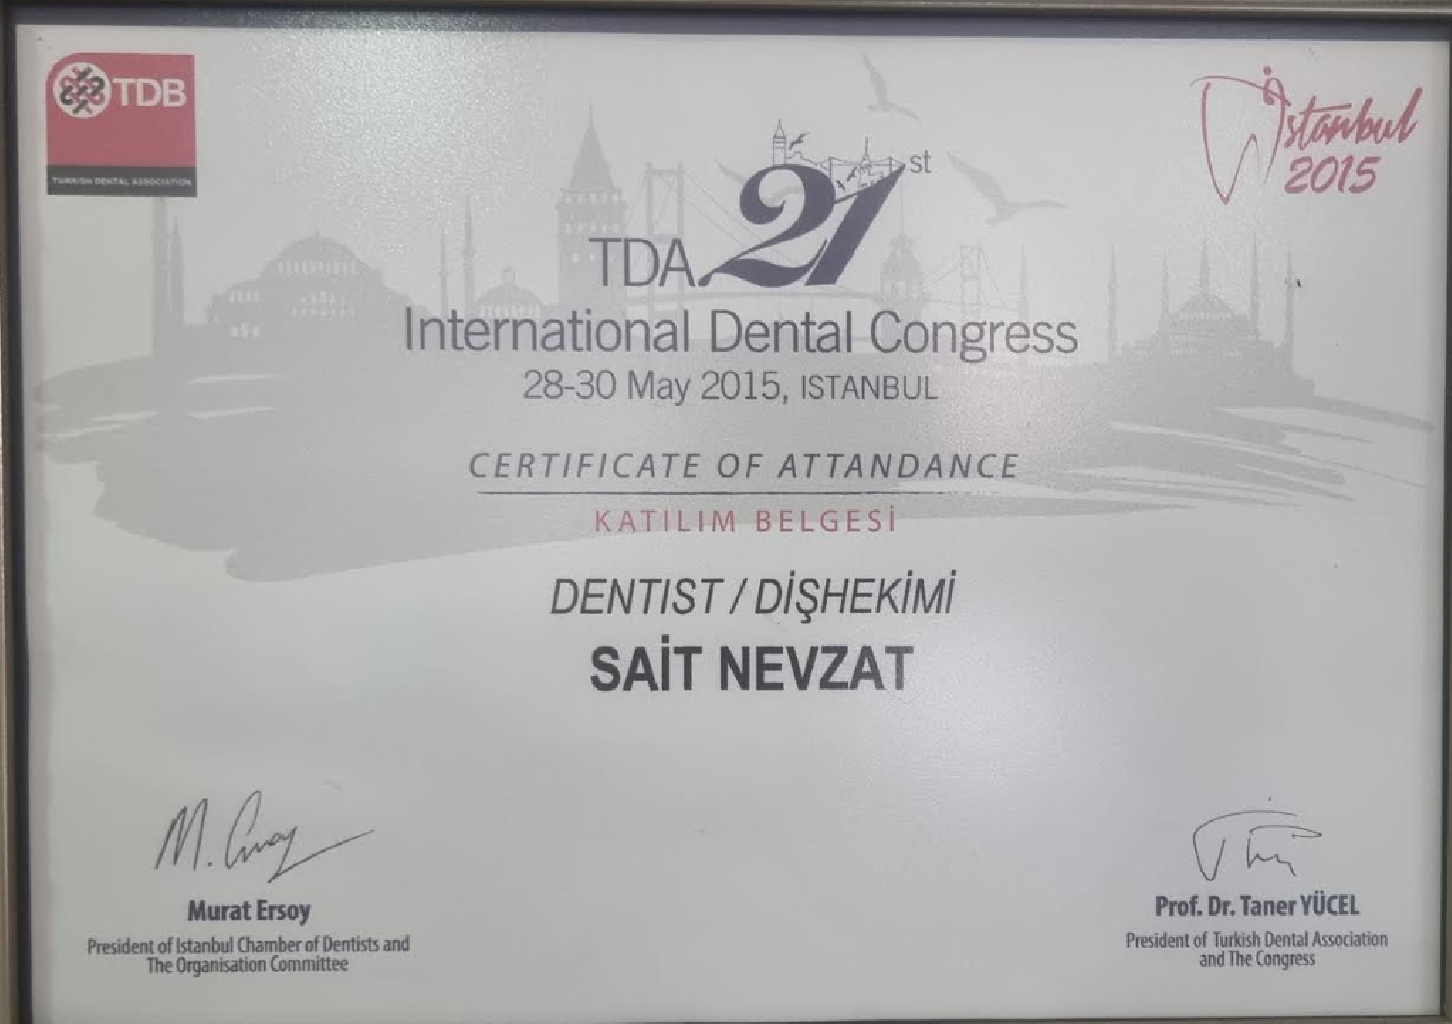 TDB
TURKISH DENTAL ASSOCIATION
İstanbul
2015
TDA 21st
International Dental Congress
28-30 May 2015, ISTANBUL
CERTIFICATE OF ATTANDANCE
KATILIM BELGESİ
DENTIST / DİŞHEKİMİ
SAİT NEVZAT
Murat Ersoy
President of Istanbul Chamber of Dentists and
The Organisation Committee
Prof. Dr. Taner YÜCEL
President of Turkish Dental Association
and The Congress